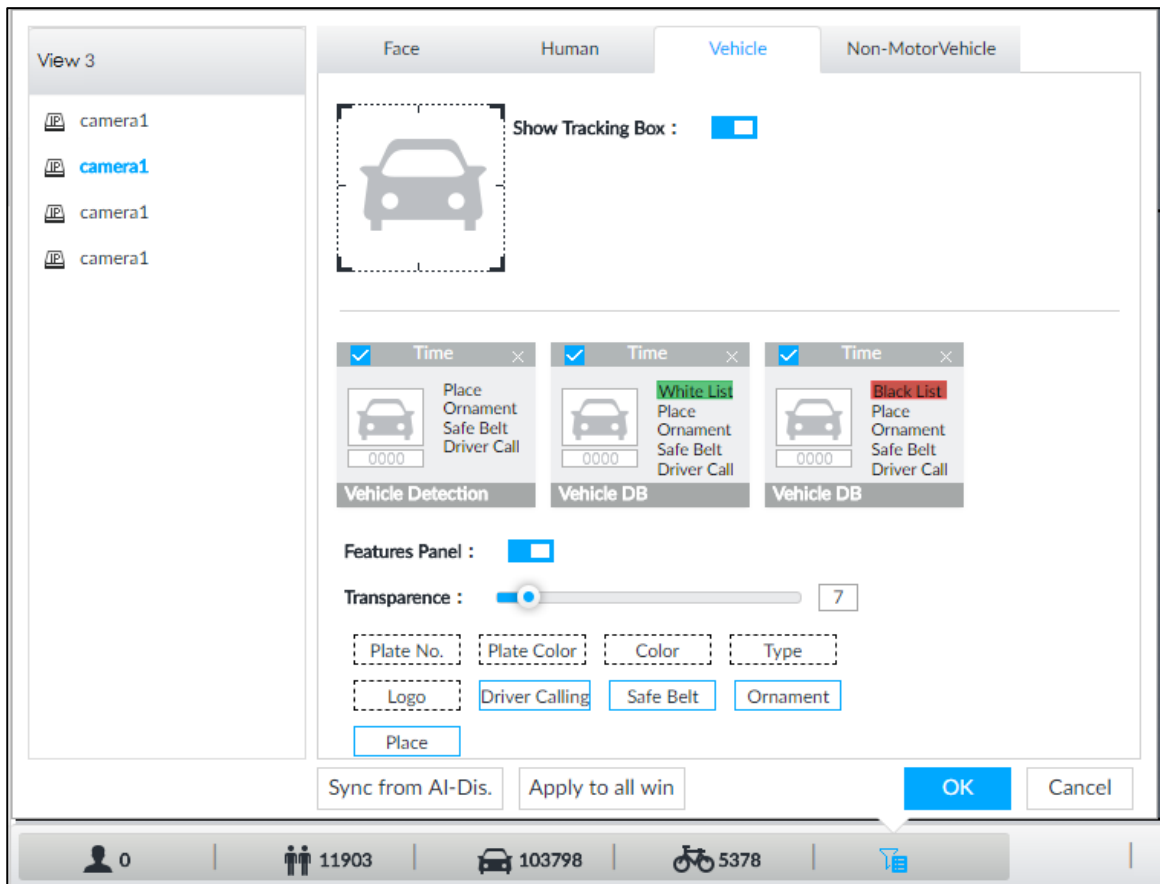 View 3
camera1
camera1
camera1
camera1
Face Human Vehicle Non-MotorVehicle
Show Tracking Box :
Time
Place
Ornament
Safe Belt
Driver Call
0000
Vehicle Detection
Time
White List
Place
Ornament
Safe Belt
Driver Call
0000
Vehicle DB
Time
Black List
Place
Ornament
Safe Belt
Driver Call
0000
Vehicle DB
Features Panel :
Transparence : 7
Plate No. Plate Color Color Type
Logo Driver Calling Safe Belt Ornament
Place
Sync from AI-Dis. Apply to all win OK Cancel
0 11903 103798 5378